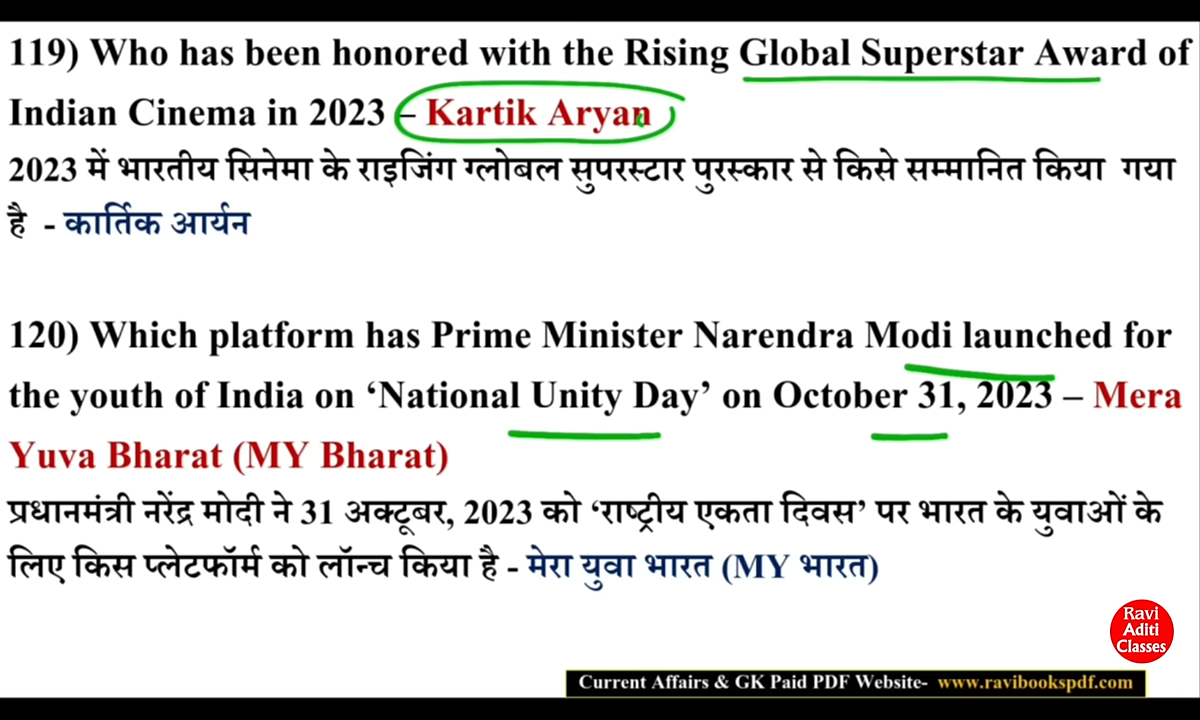 119) Who has been honored with the Rising Global Superstar Award of
Indian Cinema in 2023 – Kartik Aryan
2023 में भारतीय सिनेमा के राइजिंग ग्लोबल सुपरस्टार पुरस्कार से किसे सम्मानित किया गया
है - कार्तिक आर्यन
120) Which platform has Prime Minister Narendra Modi launched for
the youth of India on ‘National Unity Day’ on October 31, 2023 – Mera
Yuva Bharat (MY Bharat)
प्रधानमंत्री नरेंद्र मोदी ने 31 अक्टूबर, 2023 को ‘राष्ट्रीय एकता दिवस’ पर भारत के युवाओं के
लिए किस प्लेटफॉर्म को लॉन्च किया है - मेरा युवा भारत (MY भारत)
Ravi
Aditi
Classes
Current Affairs & GK Paid PDF Website- www.ravibookspdf.com